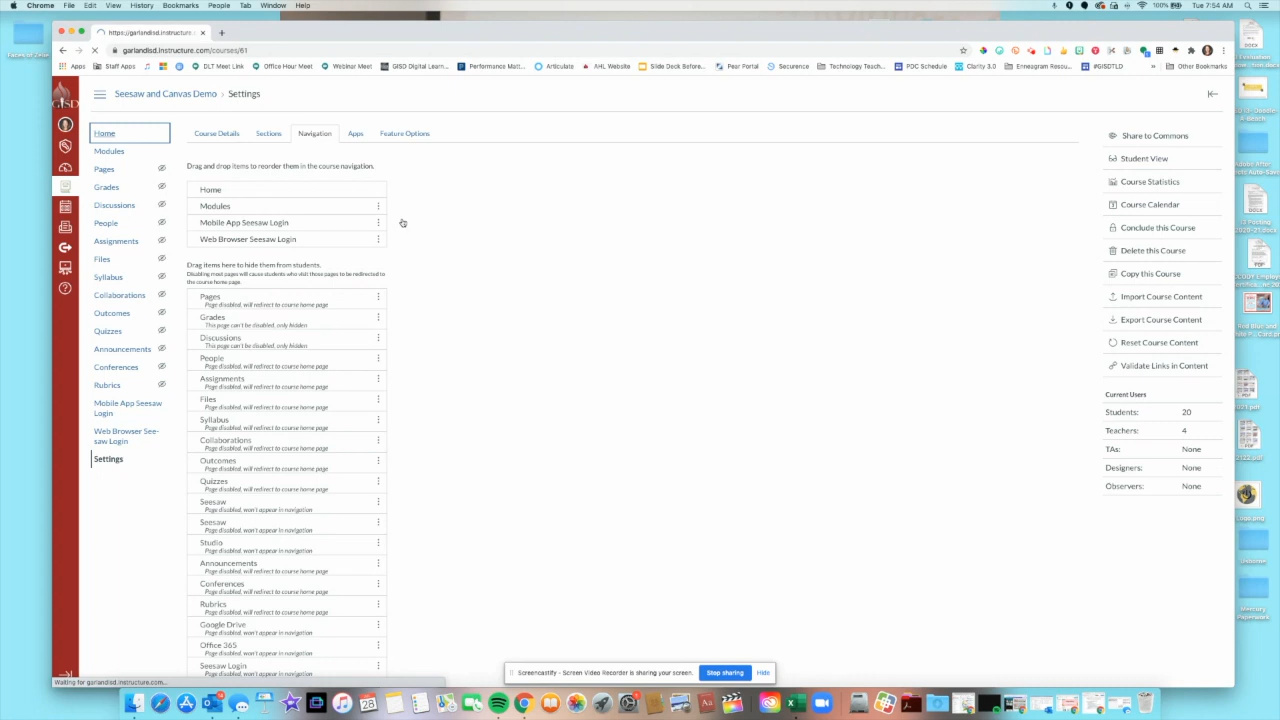 Chrome File Edit View History Bookmarks People Tab Window Help
100% Tue 7:54 AM
https://garlandisd.instructure
garlandisd.instructure.com/courses/61
Apps Staff Apps DLT Meet Link Office Hour Meet Webinar Meet GISD Digital Learn... Performance Matt... AHL Website Slide Deck Before... Pear Portal Securence Technology Teach... PDC Schedule Clarity 3.0 Enneagram Resou... #GISDTLD » Other Bookmarks
GISD
Seesaw and Canvas Demo › Settings
Home
Modules
Pages
Grades
Discussions
People
Assignments
Files
Syllabus
Collaborations
Outcomes
Quizzes
Announcements
Conferences
Rubrics
Mobile App Seesaw
Login
Web Browser See-
saw Login
Settings
Course Details Sections Navigation Apps Feature Options
Drag and drop items to reorder them in the course navigation.
Home
Modules
Mobile App Seesaw Login
Web Browser Seesaw Login
Drag items here to hide them from students.
Disabling most pages will cause students who visit those pages to be redirected to
the course home page.
Pages
Page disabled, will redirect to course home page
Grades
This page can't be disabled, only hidden
Discussions
This page can't be disabled, only hidden
People
Page disabled, will redirect to course home page
Assignments
Page disabled, will redirect to course home page
Files
Page disabled, will redirect to course home page
Syllabus
Page disabled, will redirect to course home page
Collaborations
Page disabled, will redirect to course home page
Outcomes
Page disabled, will redirect to course home page
Quizzes
Page disabled, will redirect to course home page
Seesaw
Page disabled, won't appear in navigation
Seesaw
Page disabled, won't appear in navigation
Studio
Page disabled, won't appear in navigation
Announcements
Page disabled, will redirect to course home page
Conferences
Page disabled, will redirect to course home page
Rubrics
Page disabled, will redirect to course home page
Google Drive
Page disabled, won't appear in navigation
Office 365
Page disabled, won't appear in navigation
Seesaw Login
Page disabled, won't appear in navigation
Share to Commons
Student View
Course Statistics
Course Calendar
Conclude this Course
Delete this Course
Copy this Course
Import Course Content
Export Course Content
Reset Course Content
Validate Links in Content
Current Users
Students: 20
Teachers: 4
TAs: None
Designers: None
Observers: None
Waiting for garlandisd.instructure.com...
Screencastify - Screen Video Recorder is sharing your screen. Stop sharing Hide
DOCX
DOCX
PDF
PDF
Logo.png
Mercury
Paperwork
28